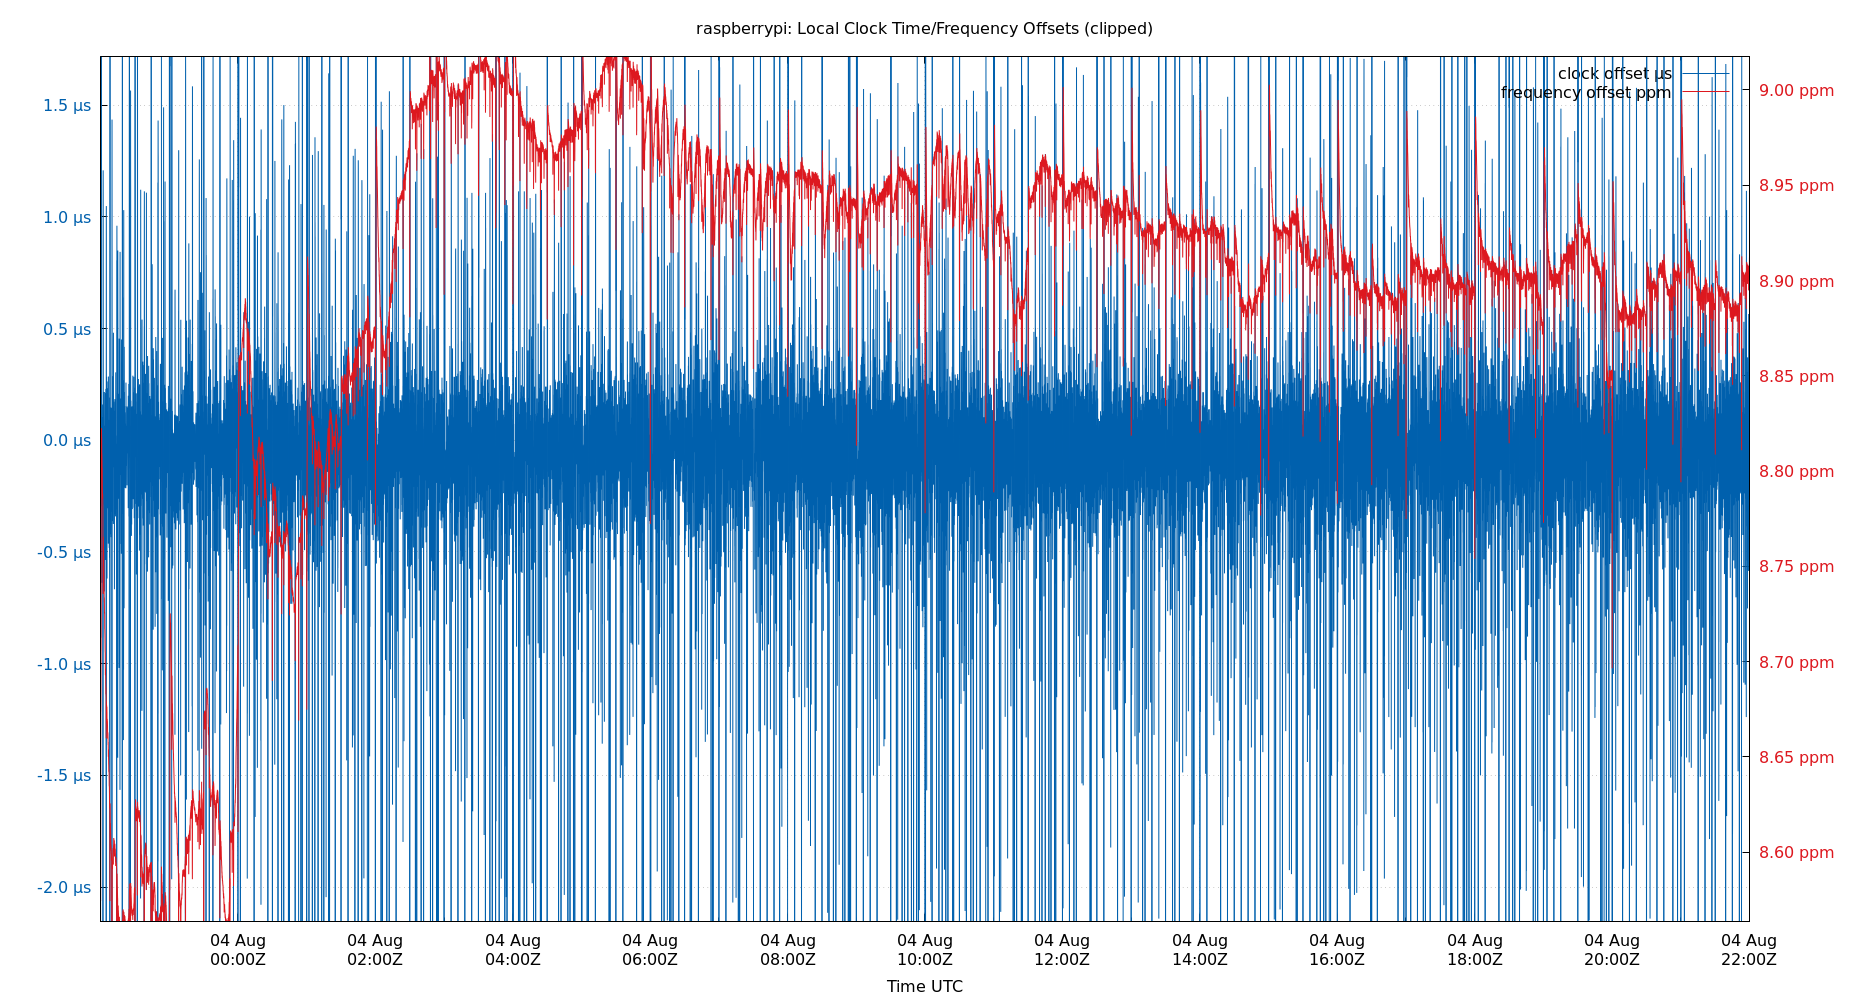 raspberrypi: Local Clock Time/Frequency Offsets (clipped)
clock offset µs
frequency offset ppm
1.5 µs
1.0 µs
0.5 µs
0.0 µs
-0.5 µs
-1.0 µs
-1.5 µs
-2.0 µs
9.00 ppm
8.95 ppm
8.90 ppm
8.85 ppm
8.80 ppm
8.75 ppm
8.70 ppm
8.65 ppm
8.60 ppm
04 Aug 04 Aug 04 Aug 04 Aug 04 Aug 04 Aug 04 Aug 04 Aug 04 Aug 04 Aug 04 Aug 04 Aug
00:00Z 02:00Z 04:00Z 06:00Z 08:00Z 10:00Z 12:00Z 14:00Z 16:00Z 18:00Z 20:00Z 22:00Z
Time UTC